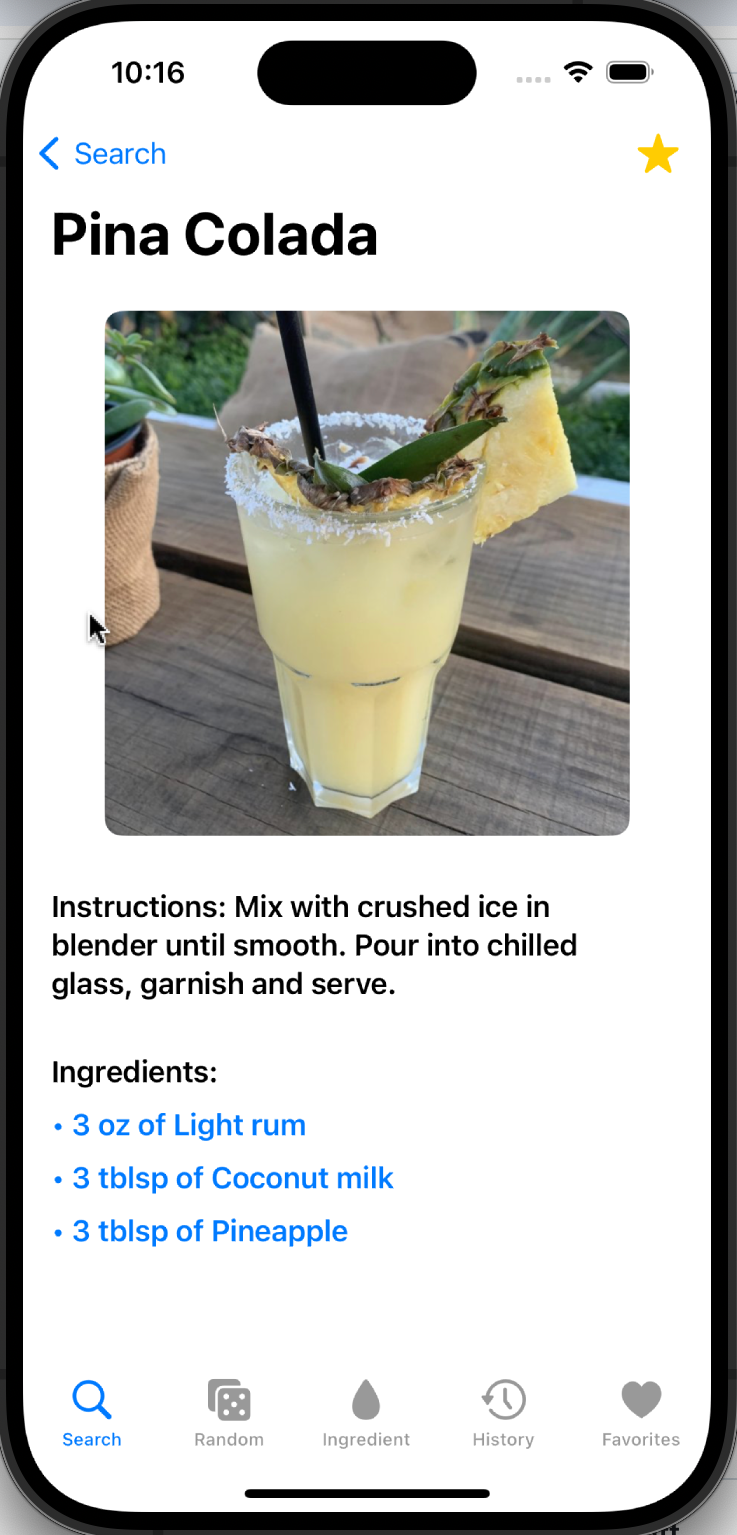 10:16
Search
Pina Colada
Instructions: Mix with crushed ice in
blender until smooth. Pour into chilled
glass, garnish and serve.
Ingredients:
• 3 oz of Light rum
• 3 tblsp of Coconut milk
• 3 tblsp of Pineapple
Search Random Ingredient History Favorites